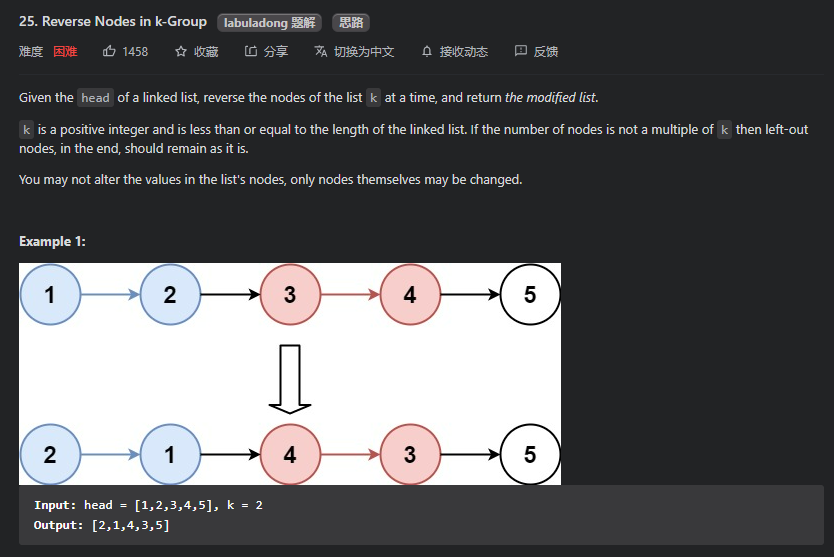 25. Reverse Nodes in k-Group labuladong 题解 思路
难度 困难 1458 收藏 分享 切换为中文 接收动态 反馈
Given the head of a linked list, reverse the nodes of the list k at a time, and return the modified list.
k is a positive integer and is less than or equal to the length of the linked list. If the number of nodes is not a multiple of k then left-out
nodes, in the end, should remain as it is.
You may not alter the values in the list's nodes, only nodes themselves may be changed.
Example 1:
1 2 3 4 5
2 1 4 3 5
Input: head = [1,2,3,4,5], k = 2
Output: [2,1,4,3,5]